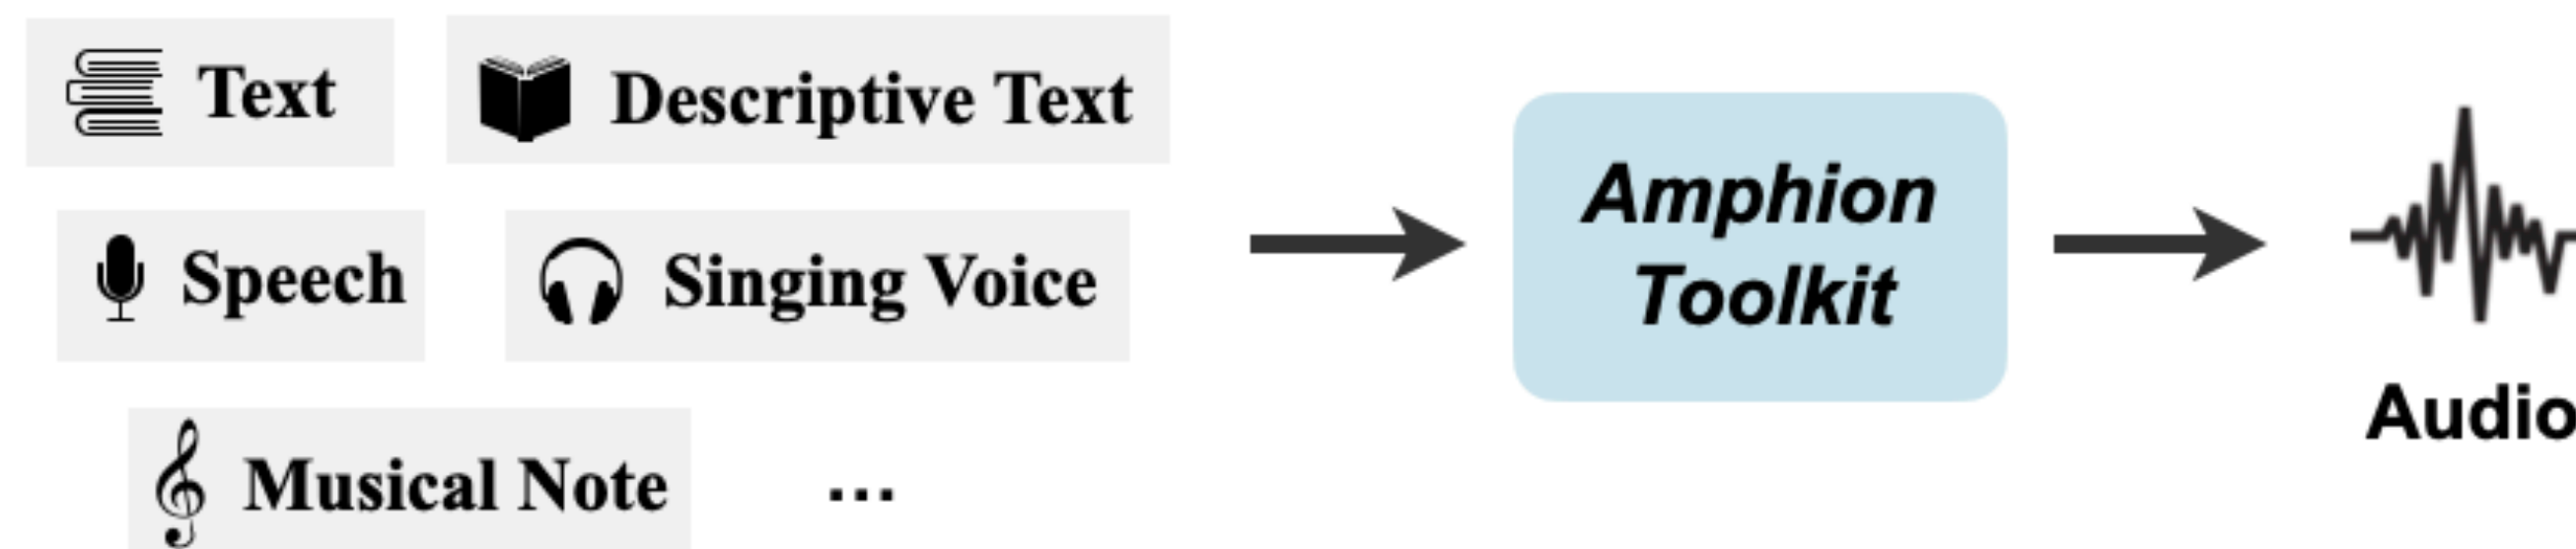 Text
Descriptive Text
Speech
Singing Voice
Musical Note
...
Amphion
Toolkit
Audio